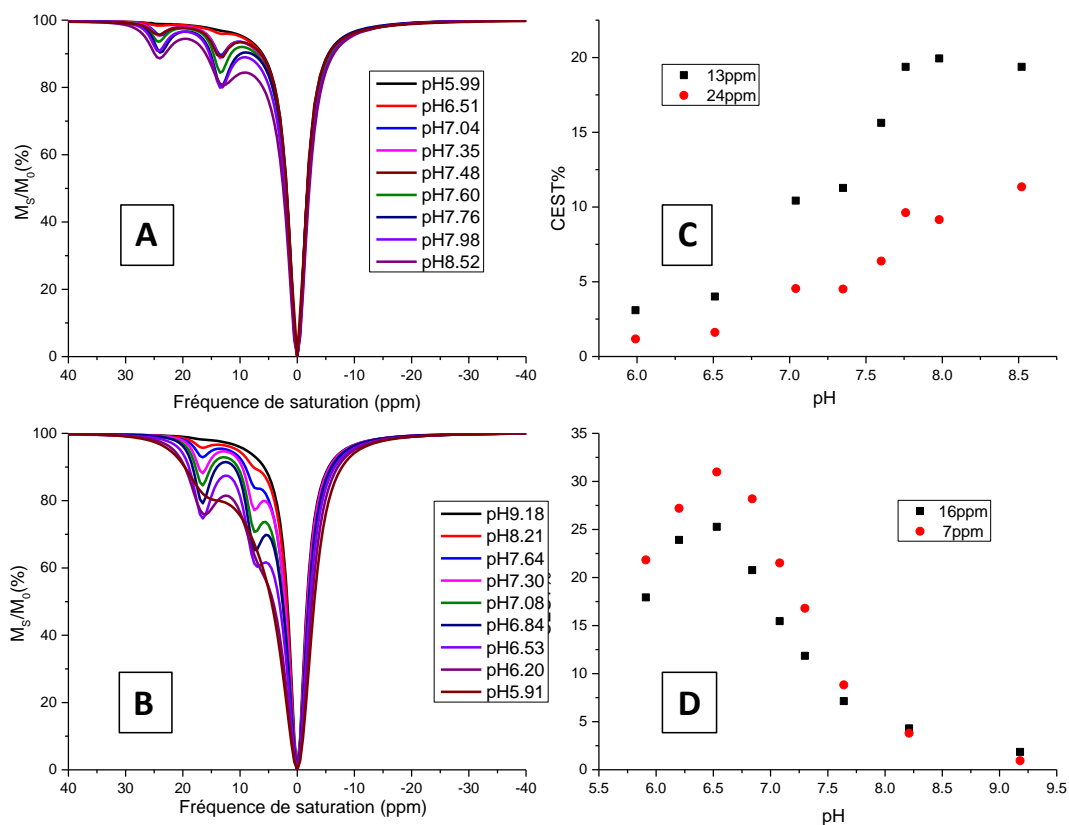 100
80
60
40
20
0
M_S/M_0(%)
40 30 20 10 0 -10 -20 -30 -40
Fréquence de saturation (ppm)
A
pH5.99
pH6.51
pH7.04
pH7.35
pH7.48
pH7.60
pH7.76
pH7.98
pH8.52
20
15
10
5
0
CEST%
6.0 6.5 7.0 7.5 8.0 8.5
pH
13ppm
24ppm
C
100
80
60
40
20
0
M_S/M_0(%)
40 30 20 10 0 -10 -20 -30 -40
Fréquence de saturation (ppm)
B
pH9.18
pH8.21
pH7.64
pH7.30
pH7.08
pH6.84
pH6.53
pH6.20
pH5.91
35
30
25
20
15
10
5
0
5.5 6.0 6.5 7.0 7.5 8.0 8.5 9.0 9.5
pH
16ppm
7ppm
D